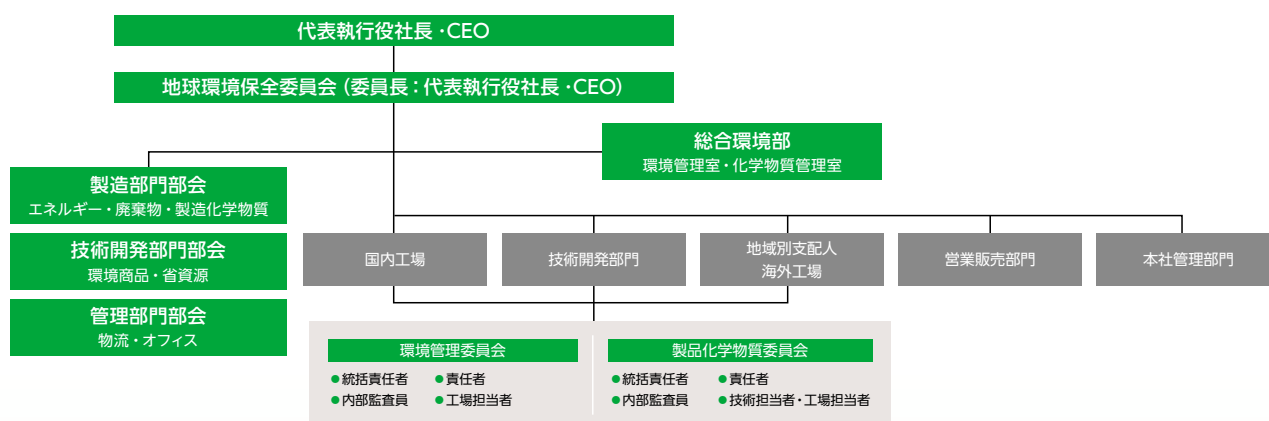 代表執行役社長・CEO
地球環境保全委員会（委員長：代表執行役社長・CEO）
総合環境部
環境管理室・化学物質管理室
製造部門部会
エネルギー・廃棄物・製造化学物質
技術開発部門部会
環境商品・省資源
管理部門部会
物流・オフィス
国内工場
技術開発部門
地域別支配人
海外工場
営業販売部門
本社管理部門
環境管理委員会
●統括責任者 ●責任者
●内部監査員 ●工場担当者
製品化学物質委員会
●統括責任者 ●責任者
●内部監査員 ●技術担当者・工場担当者